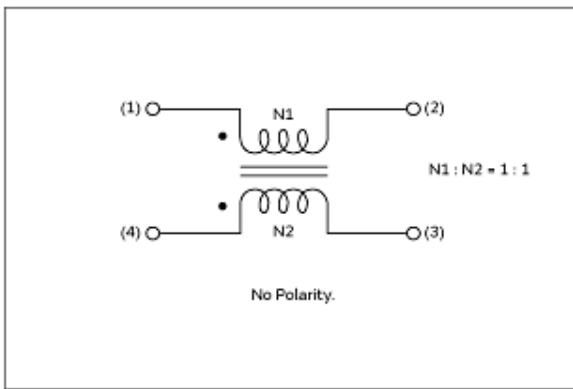 (1) N1 (2)
N1 : N2 = 1 : 1
(4) N2 (3)
No Polarity.